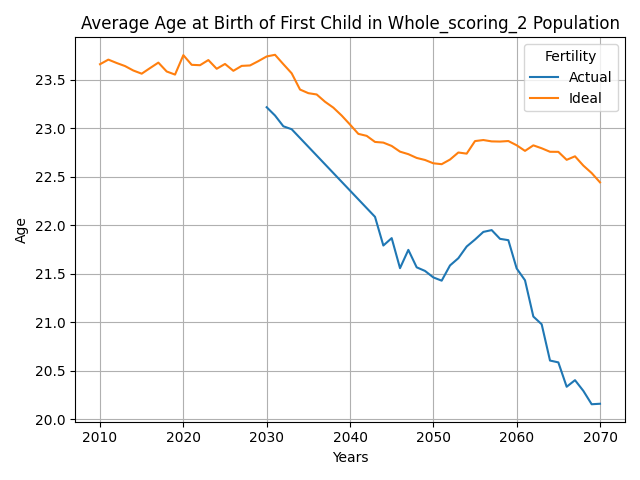 Average Age at Birth of First Child in Whole_scoring_2 Population
Fertility
Actual
Ideal
23.5
23.0
22.5
22.0
21.5
21.0
20.5
20.0
Age
2010 2020 2030 2040 2050 2060 2070
Years